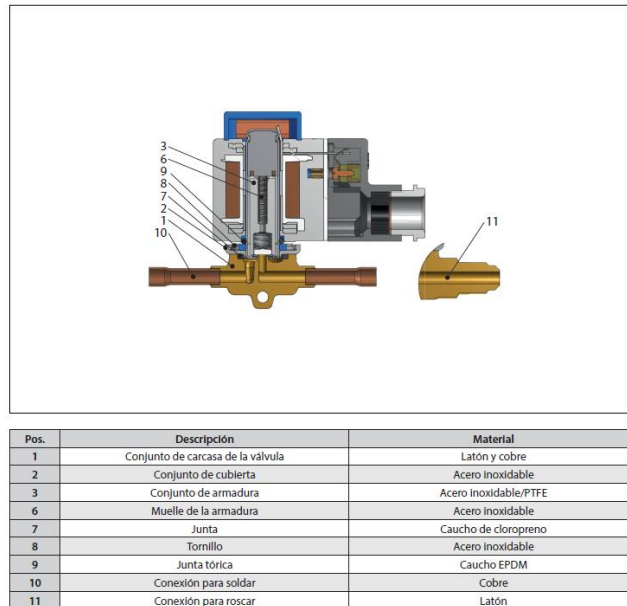 3
6
9
8
7
2
1
10
11
Pos. Descripción Material
1 Conjunto de carcasa de la válvula Latón y cobre
2 Conjunto de cubierta Acero inoxidable
3 Conjunto de armadura Acero inoxidable/PTFE
6 Muelle de la armadura Acero inoxidable
7 Junta Caucho de cloropreno
8 Tornillo Acero inoxidable
9 Junta tórica Caucho EPDM
10 Conexión para soldar Cobre
11 Conexión para roscar Latón